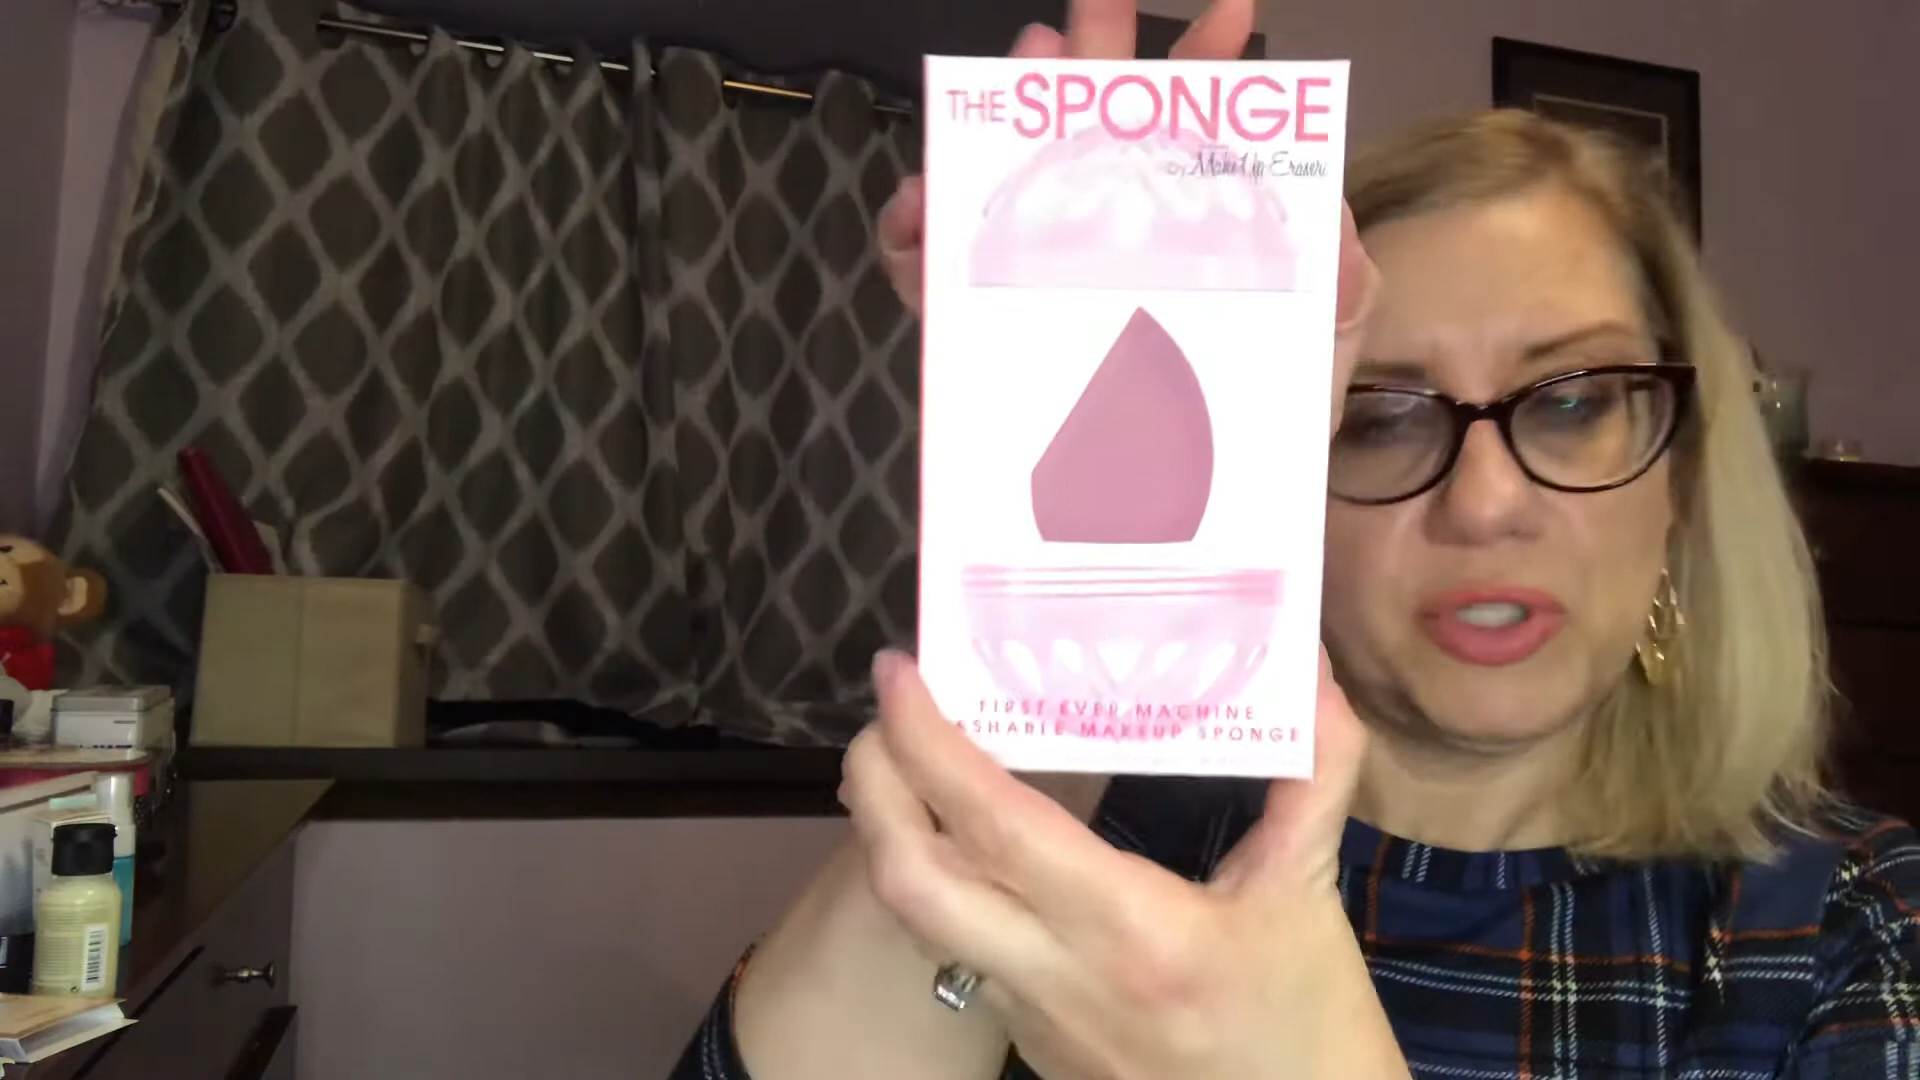 THE SPONGE
by MakeUp Eraser
FIRST EVER MACHINE
WASHABLE MAKEUP SPONGE